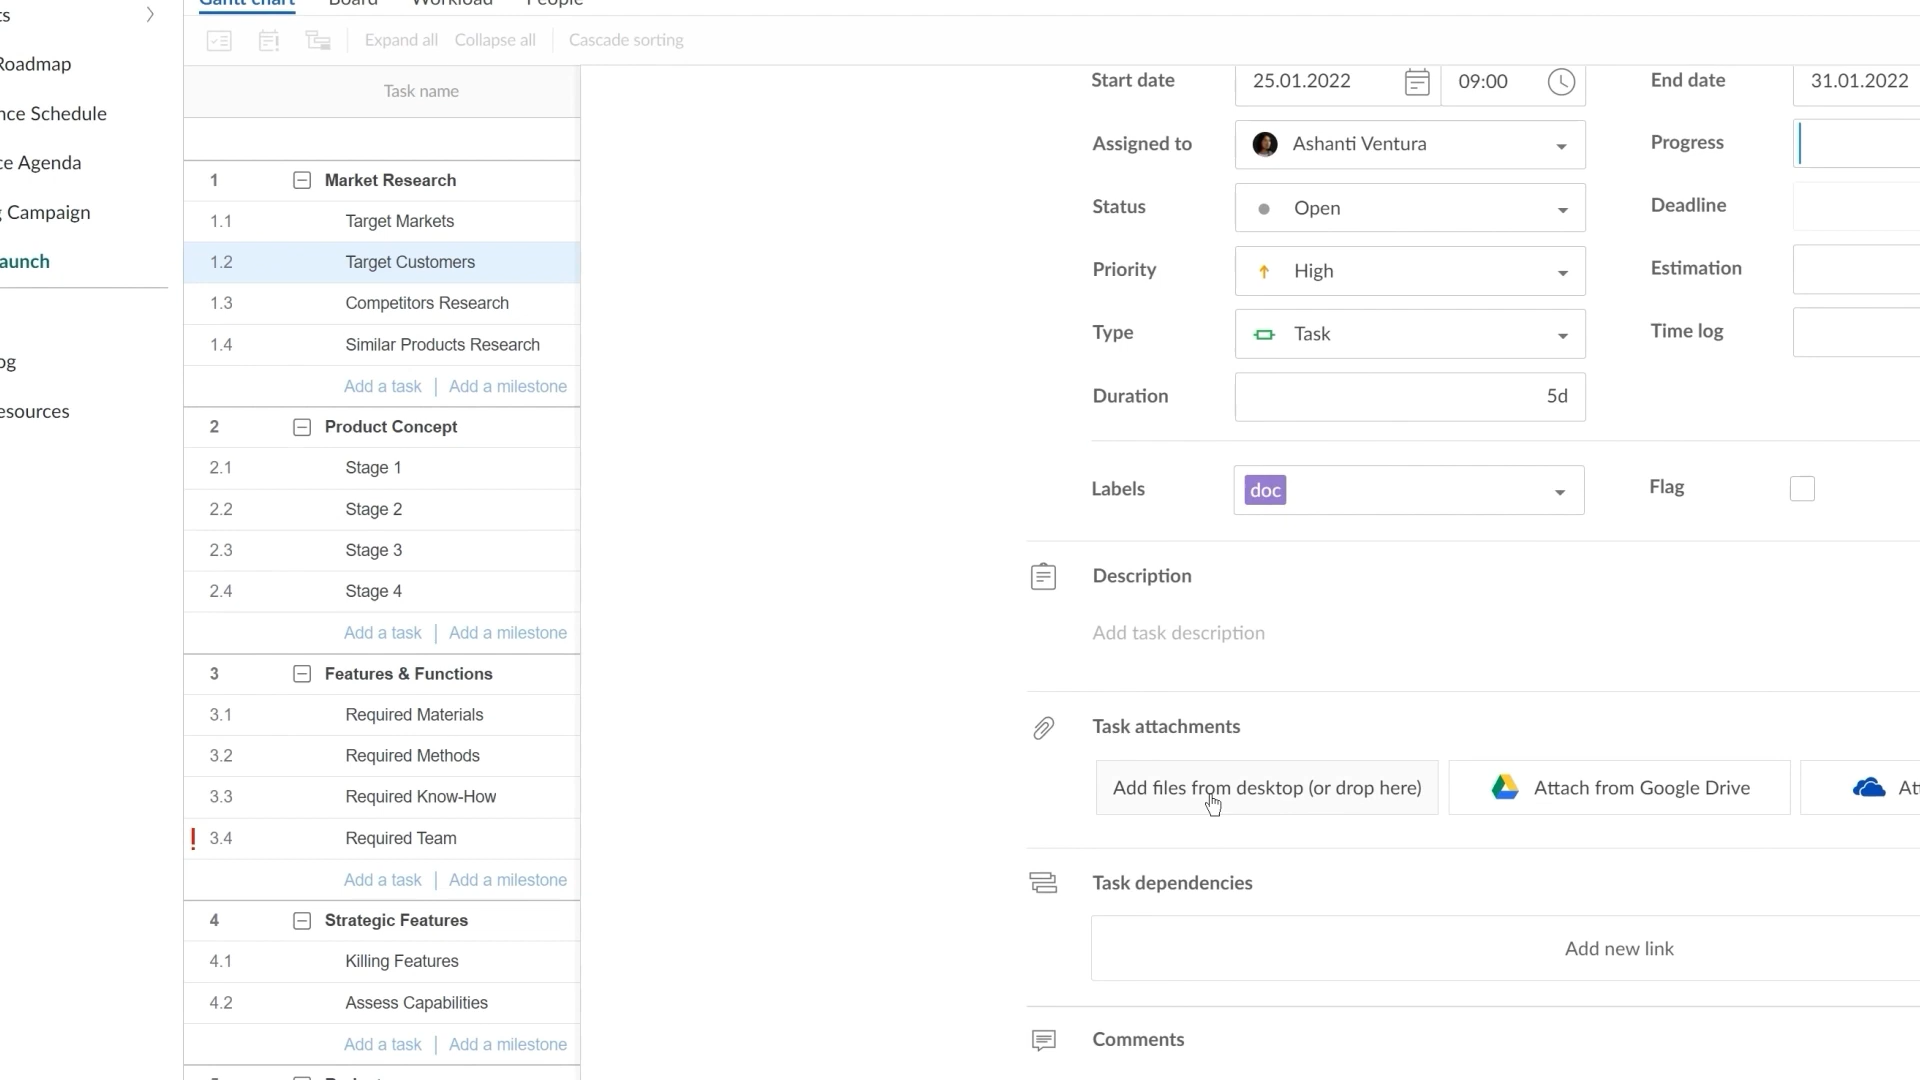 Gantt chart Board Workload People
ts
Expand all Collapse all Cascade sorting
Roadmap
nce Schedule
ce Agenda
g Campaign
aunch
og
esources
Task name
1 Market Research
1.1 Target Markets
1.2 Target Customers
1.3 Competitors Research
1.4 Similar Products Research
Add a task | Add a milestone
2 Product Concept
2.1 Stage 1
2.2 Stage 2
2.3 Stage 3
2.4 Stage 4
Add a task | Add a milestone
3 Features & Functions
3.1 Required Materials
3.2 Required Methods
3.3 Required Know-How
! 3.4 Required Team
Add a task | Add a milestone
4 Strategic Features
4.1 Killing Features
4.2 Assess Capabilities
Add a task | Add a milestone
Start date 25.01.2022 09:00 End date 31.01.2022
Assigned to Ashanti Ventura Progress
Status Open Deadline
Priority High Estimation
Type Task Time log
Duration 5d
Labels doc Flag
Description
Add task description
Task attachments
Add files from desktop (or drop here) Attach from Google Drive At
Task dependencies
Add new link
Comments